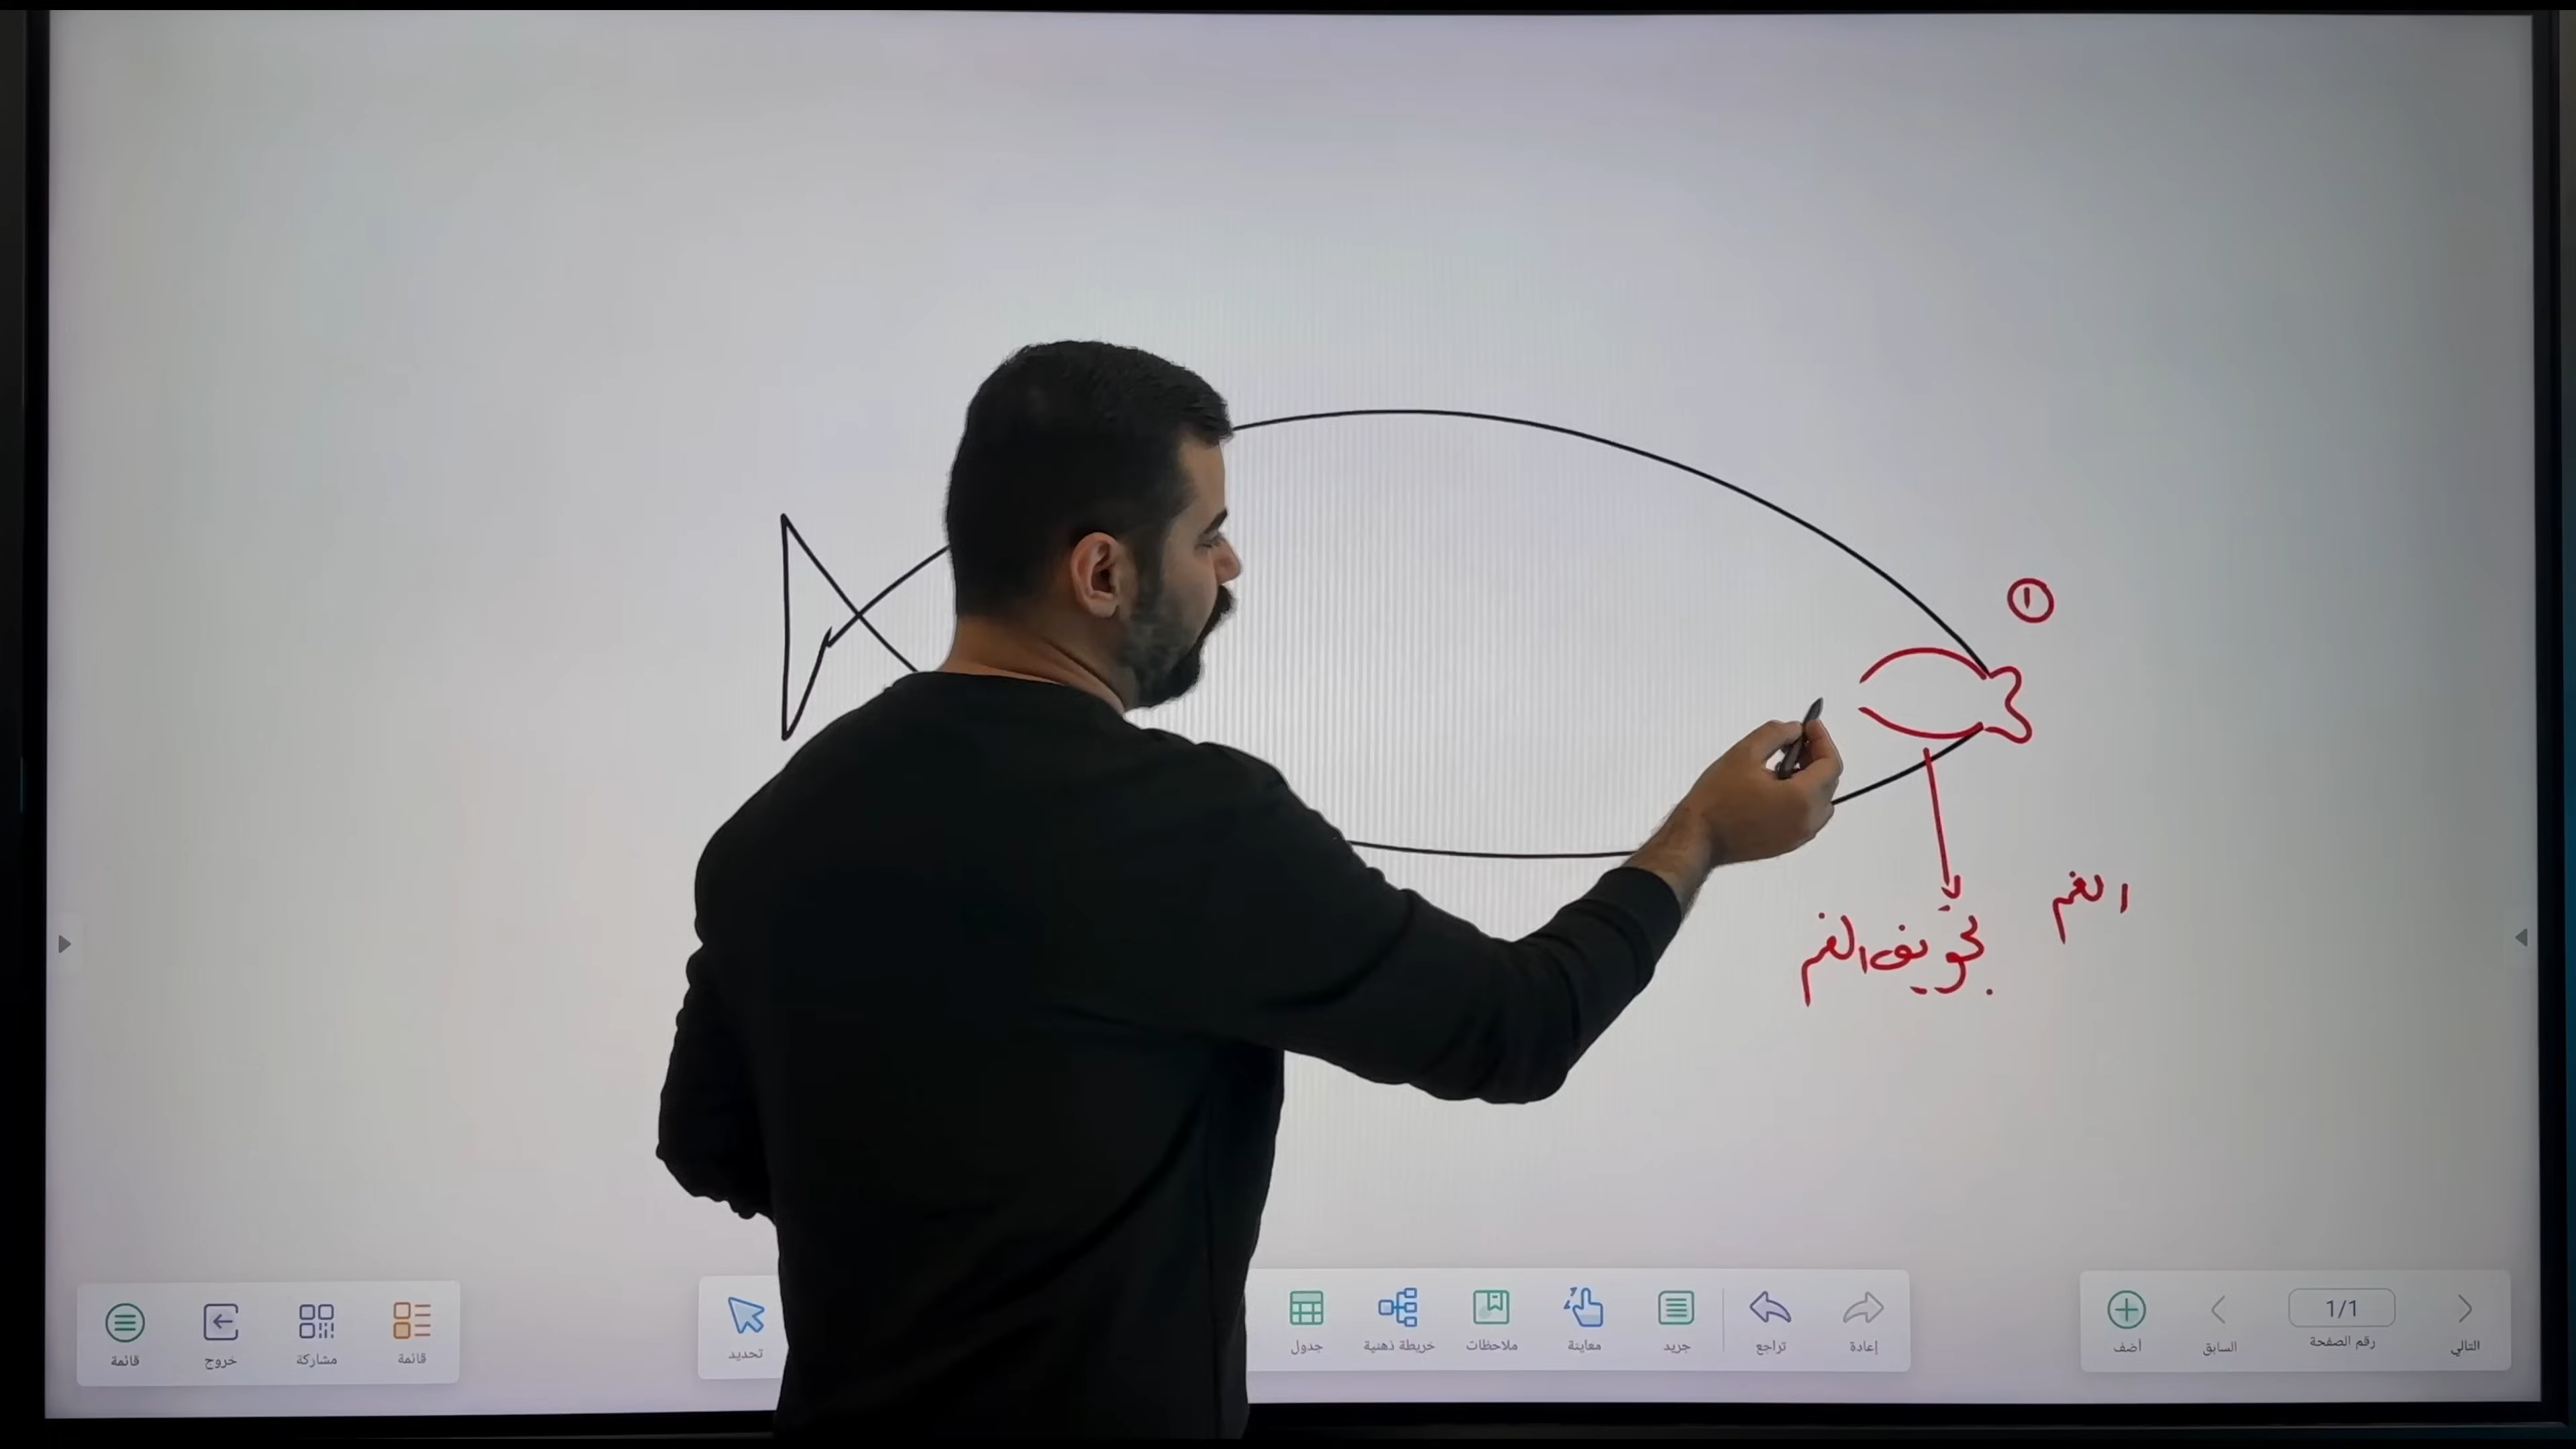 ١
الفم
تجويف الفم
قائمة
خروج
مشاركة
قائمة
تحديد
جدول
خريطة ذهنية
ملاحظات
معاينة
جريد
تراجع
إعادة
أضف
السابق
1/1
رقم الصفحة
التالي